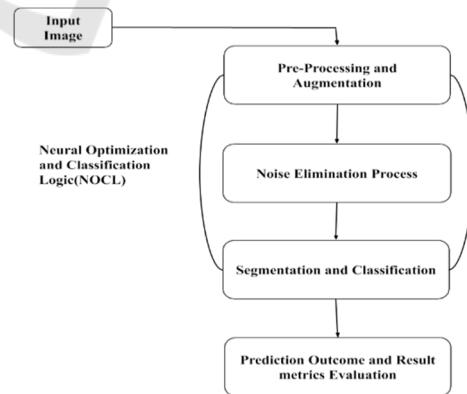 Input
Image
Pre-Processing and
Augmentation
Neural Optimization
and Classification
Logic(NOCL)
Noise Elimination Process
Segmentation and Classification
Prediction Outcome and Result
metrics Evaluation